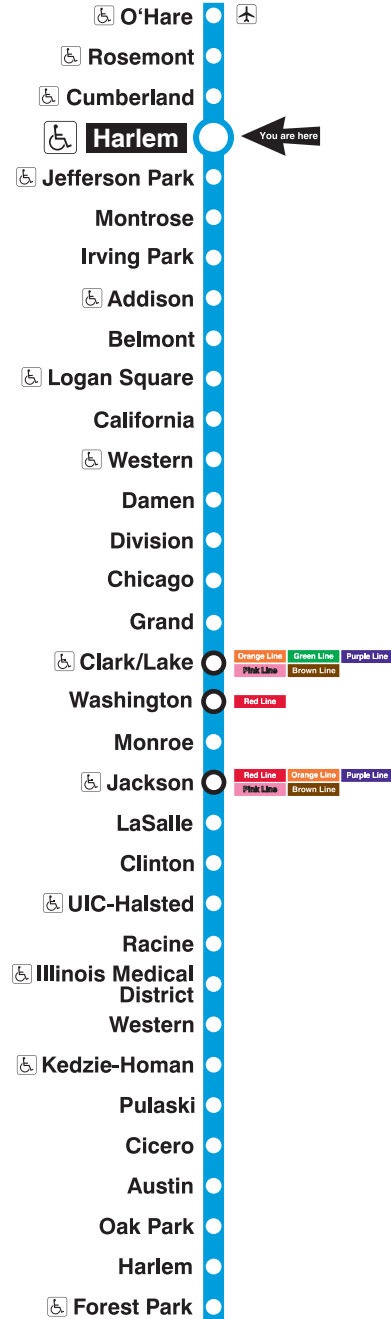 O'Hare
Rosemont
Cumberland
Harlem
You are here
Jefferson Park
Montrose
Irving Park
Addison
Belmont
Logan Square
California
Western
Damen
Division
Chicago
Grand
Clark/Lake
Orange Line Green Line Purple Line
Pink Line Brown Line
Washington
Red Line
Monroe
Jackson
Red Line Orange Line Purple Line
Pink Line Brown Line
LaSalle
Clinton
UIC-Halsted
Racine
Illinois Medical
District
Western
Kedzie-Homan
Pulaski
Cicero
Austin
Oak Park
Harlem
Forest Park